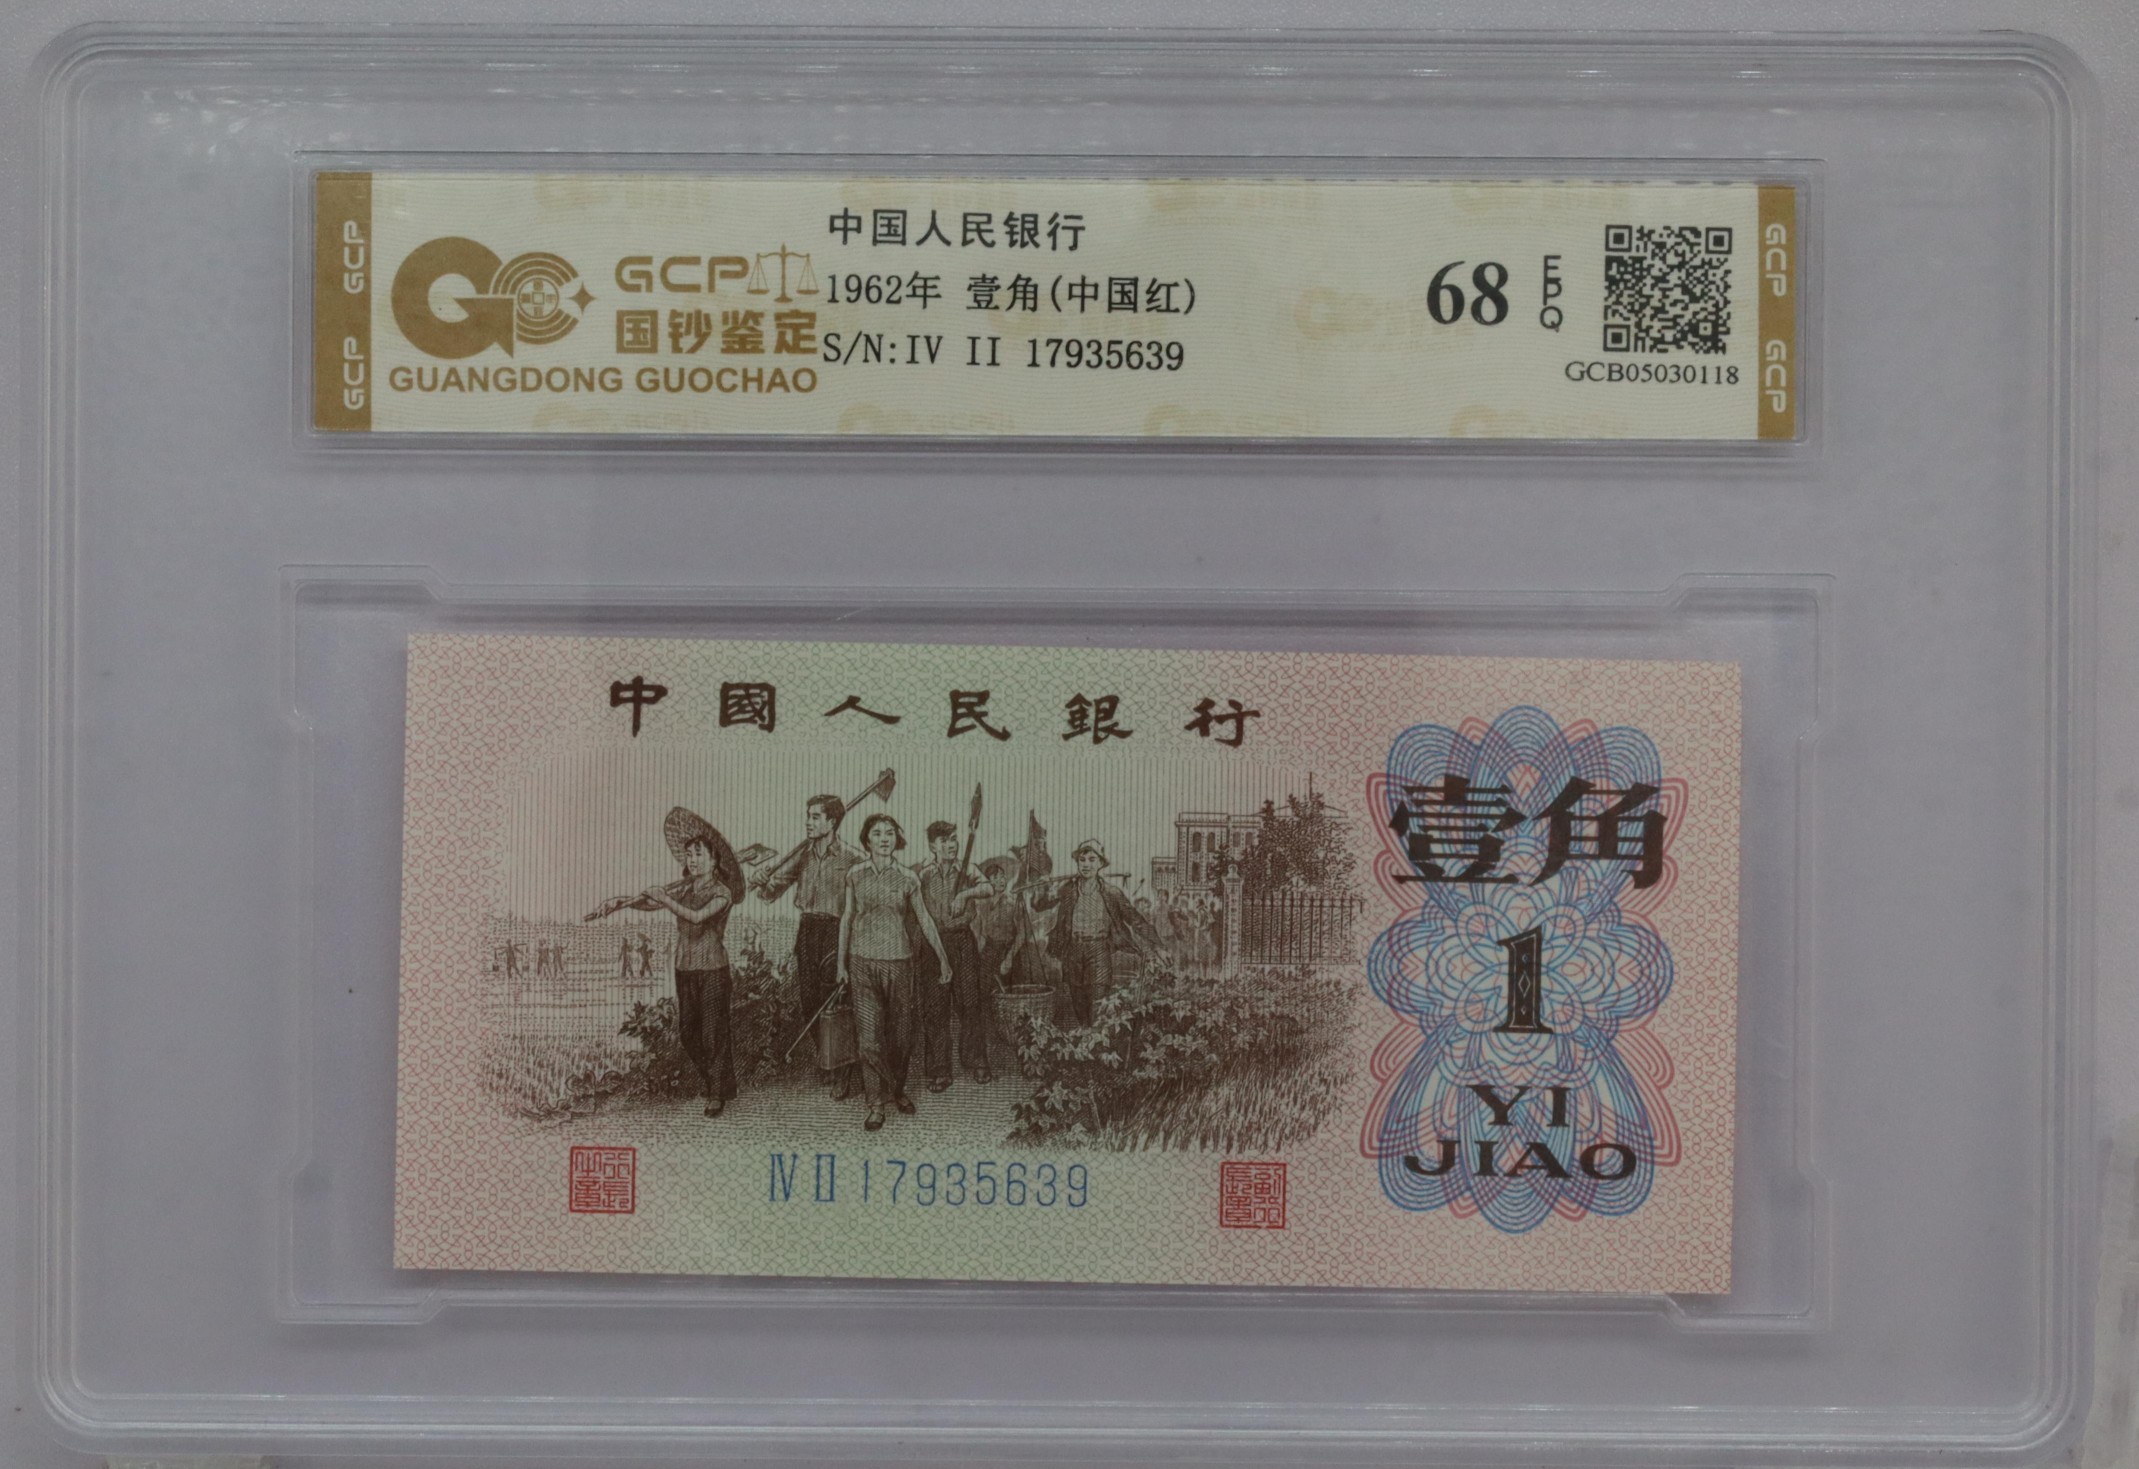 中国人民银行
1962年 壹角(中国红)
S/N:IV II 17935639
GCP
国钞鉴定
GUANGDONG GUOCHAO
68
EPQ
GCB05030118
GCP
GCP
GCP
GCP
中國人民銀行
壹角
1
YI
JIAO
IV II 17935639